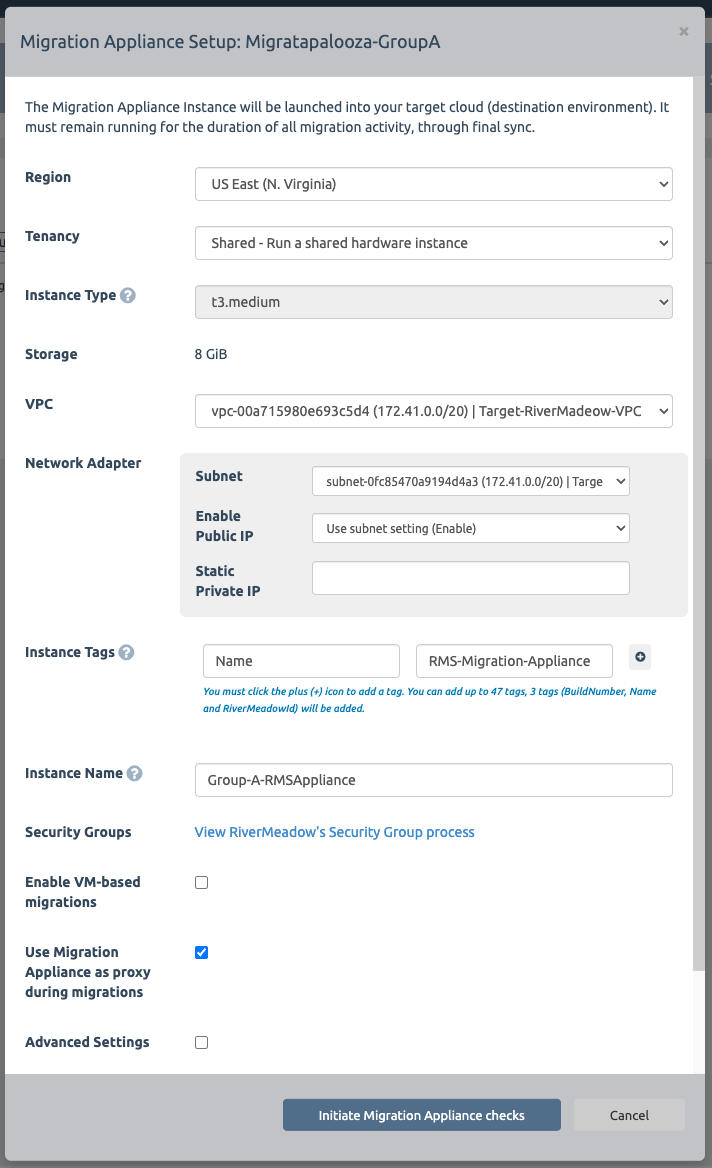 Migration Appliance Setup: Migratapalooza-GroupA
×
The Migration Appliance Instance will be launched into your target cloud (destination environment). It
must remain running for the duration of all migration activity, through final sync.
Region
US East (N. Virginia)
Tenancy
Shared - Run a shared hardware instance
Instance Type ?
t3.medium
Storage
8 GiB
VPC
vpc-00a715980e693c5d4 (172.41.0.0/20) | Target-RiverMadeow-VPC
Network Adapter
Subnet
subnet-0fc85470a9194d4a3 (172.41.0.0/20) | Targe
Enable
Public IP
Use subnet setting (Enable)
Static
Private IP
Instance Tags ?
Name
RMS-Migration-Appliance
You must click the plus (+) icon to add a tag. You can add up to 47 tags, 3 tags (BuildNumber, Name
and RiverMeadowId) will be added.
Instance Name ?
Group-A-RMSAppliance
Security Groups
View RiverMeadow's Security Group process
Enable VM-based
migrations
Use Migration
Appliance as proxy
during migrations
Advanced Settings
Initiate Migration Appliance checks
Cancel